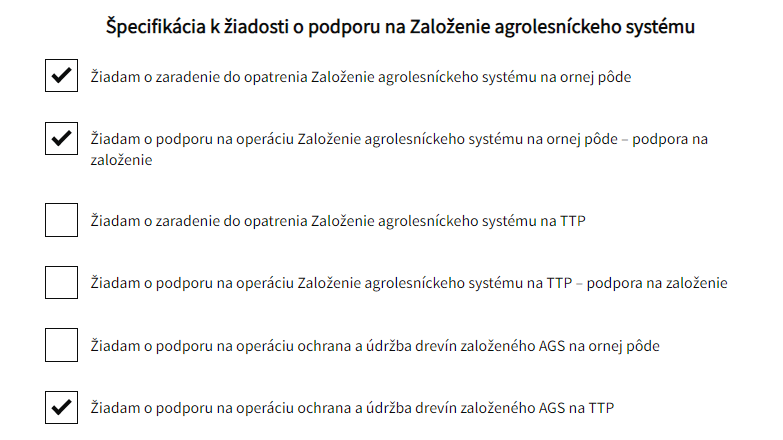 Špecifikácia k žiadosti o podporu na Založenie agrolesníckeho systému
Žiadam o zaradenie do opatrenia Založenie agrolesníckeho systému na ornej pôde
Žiadam o podporu na operáciu Založenie agrolesníckeho systému na ornej pôde – podpora na
založenie
Žiadam o zaradenie do opatrenia Založenie agrolesníckeho systému na TTP
Žiadam o podporu na operáciu Založenie agrolesníckeho systému na TTP – podpora na založenie
Žiadam o podporu na operáciu ochrana a údržba drevín založeného AGS na ornej pôde
Žiadam o podporu na operáciu ochrana a údržba drevín založeného AGS na TTP